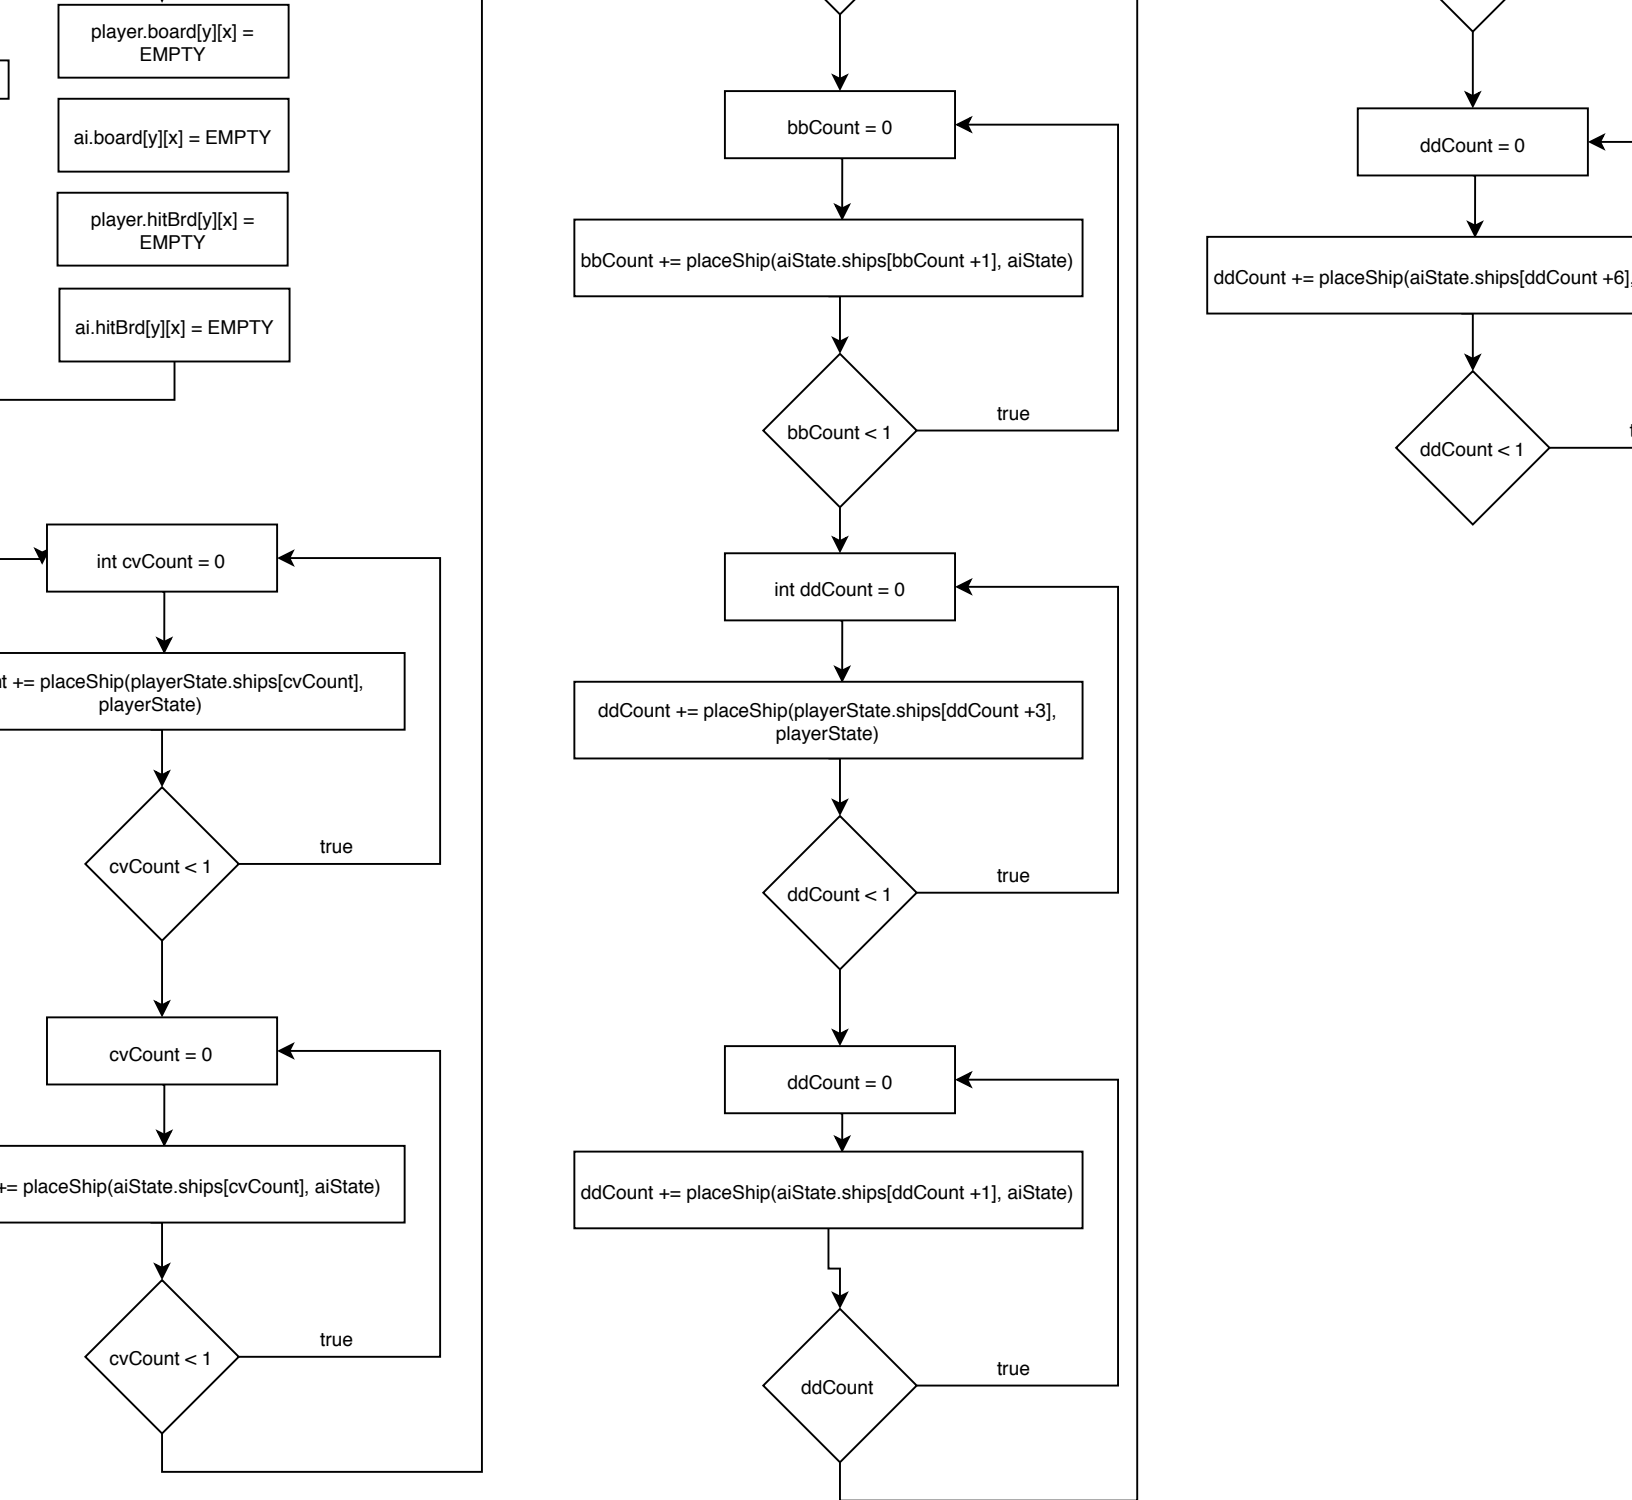 player.board[y][x] =
EMPTY
ai.board[y][x] = EMPTY
player.hitBrd[y][x] =
EMPTY
ai.hitBrd[y][x] = EMPTY
int cvCount = 0
+= placeShip(playerState.ships[cvCount],
playerState)
cvCount < 1
true
cvCount = 0
+= placeShip(aiState.ships[cvCount], aiState)
cvCount < 1
true
bbCount = 0
bbCount += placeShip(aiState.ships[bbCount +1], aiState)
bbCount < 1
true
int ddCount = 0
ddCount += placeShip(playerState.ships[ddCount +3],
playerState)
ddCount < 1
true
ddCount = 0
ddCount += placeShip(aiState.ships[ddCount +1], aiState)
ddCount
true
ddCount = 0
ddCount += placeShip(aiState.ships[ddCount +6],
ddCount < 1